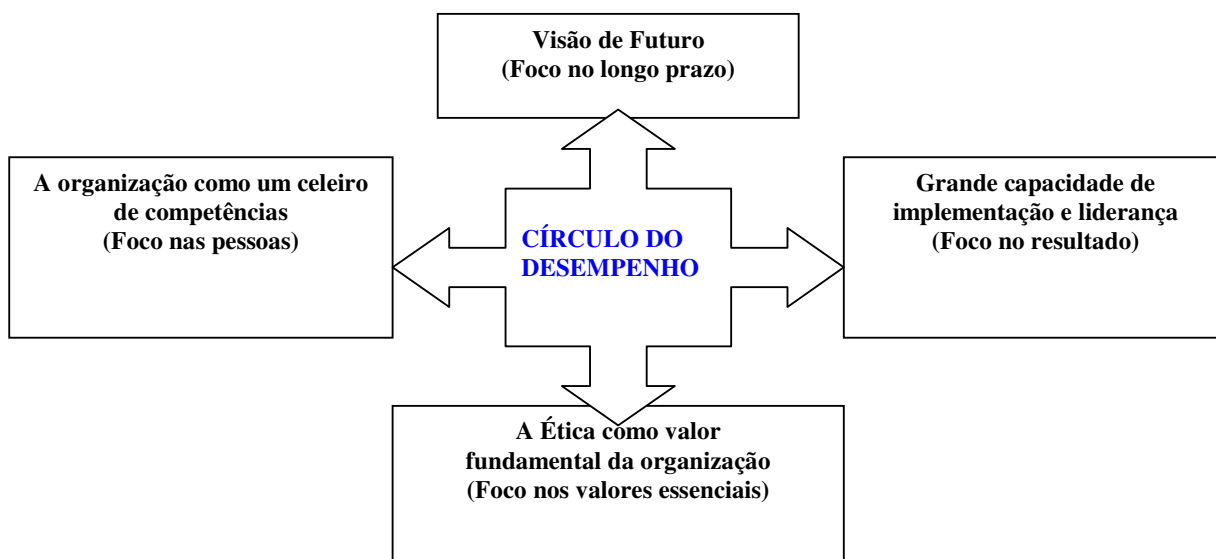 Visão de Futuro
(Foco no longo prazo)
A organização como um celeiro
de competências
(Foco nas pessoas)
Grande capacidade de
implementação e liderança
(Foco no resultado)
CÍRCULO DO
DESEMPENHO
A Ética como valor
fundamental da organização
(Foco nos valores essenciais)